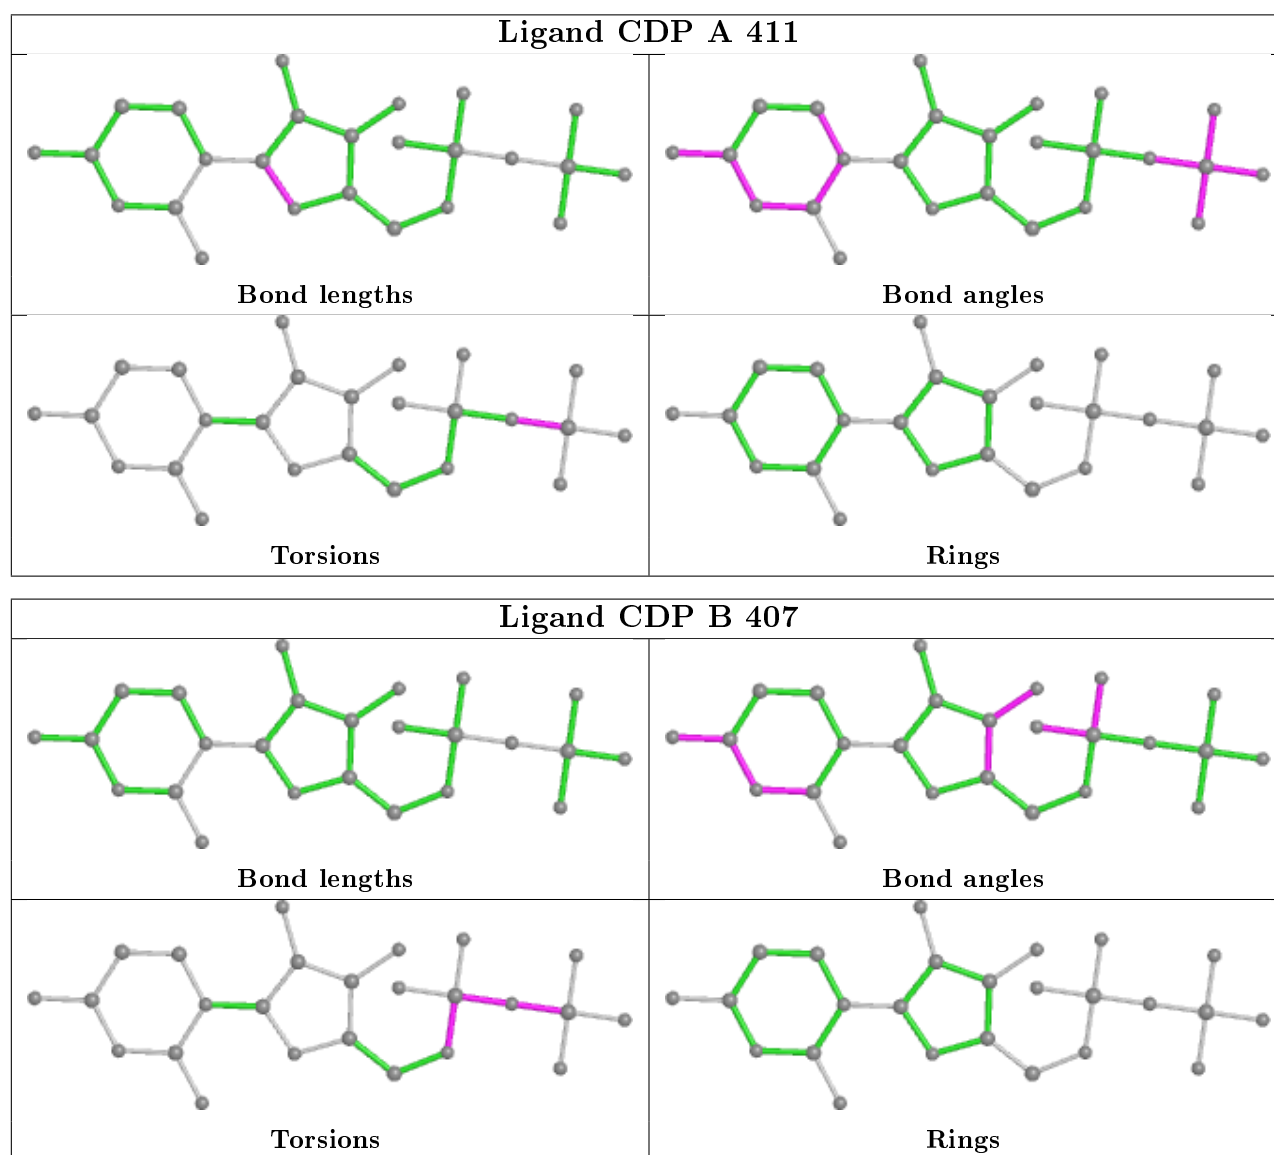 Ligand CDP A 411
Bond lengths
Bond angles
Torsions
Rings
Ligand CDP B 407
Bond lengths
Bond angles
Torsions
Rings